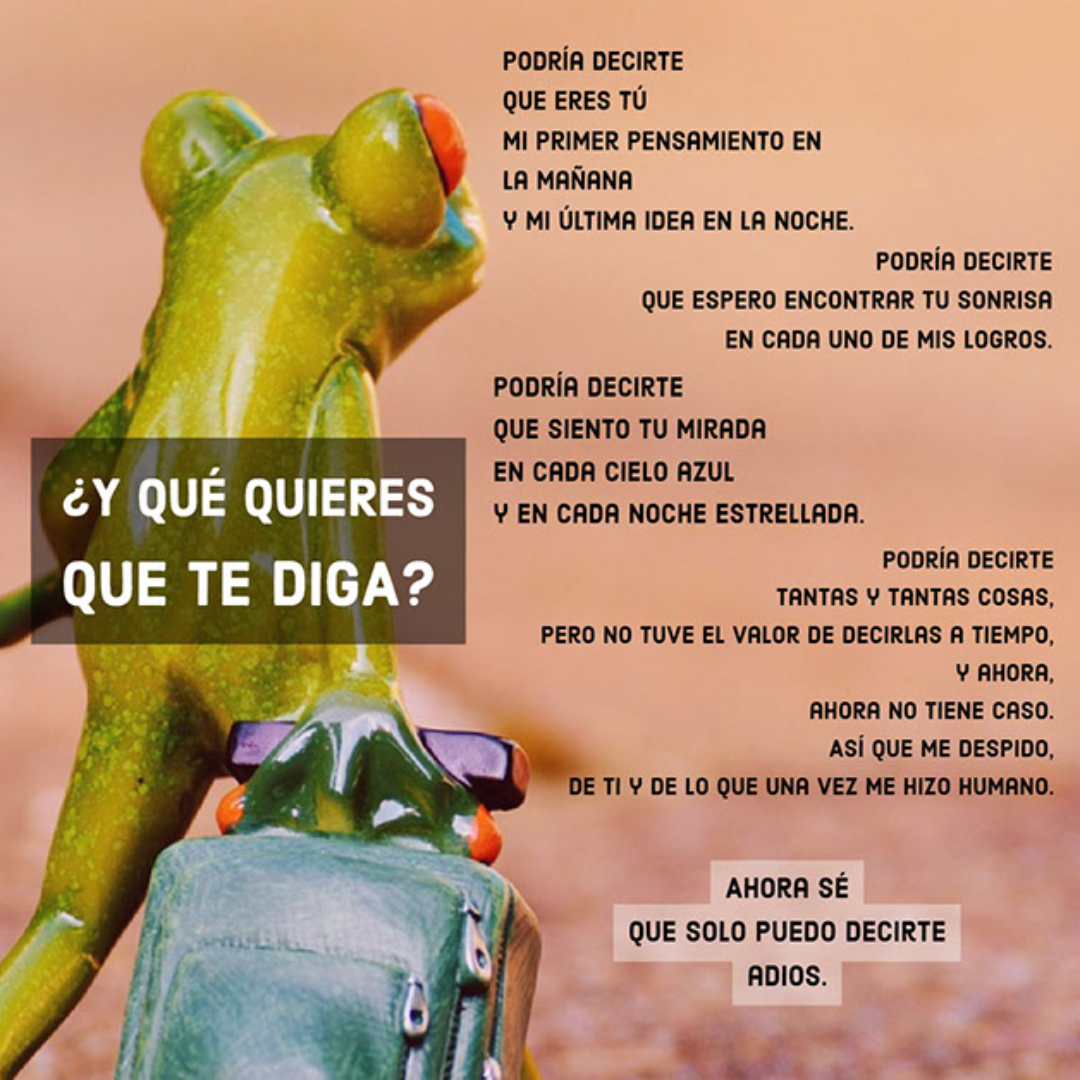 ¿Y QUÉ QUIERES
QUE TE DIGA?
PODRÍA DECIRTE
QUE ERES TÚ
MI PRIMER PENSAMIENTO EN
LA MAÑANA
Y MI ÚLTIMA IDEA EN LA NOCHE.
PODRÍA DECIRTE
QUE ESPERO ENCONTRAR TU SONRISA
EN CADA UNO DE MIS LOGROS.
PODRÍA DECIRTE
QUE SIENTO TU MIRADA
EN CADA CIELO AZUL
Y EN CADA NOCHE ESTRELLADA.
PODRÍA DECIRTE
TANTAS Y TANTAS COSAS,
PERO NO TUVE EL VALOR DE DECIRLAS A TIEMPO,
Y AHORA,
AHORA NO TIENE CASO.
ASÍ QUE ME DESPIDO,
DE TI Y DE LO QUE UNA VEZ ME HIZO HUMANO.
AHORA SÉ
QUE SOLO PUEDO DECIRTE
ADIOS.